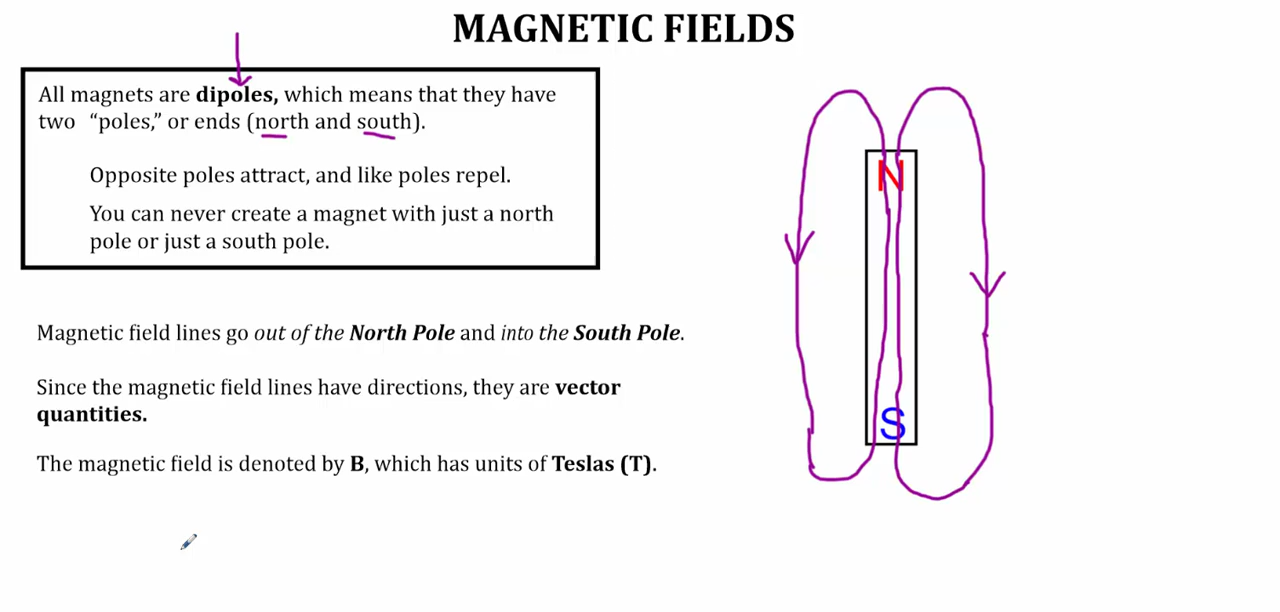 MAGNETIC FIELDS
All magnets are dipoles, which means that they have
two “poles,” or ends (north and south).
Opposite poles attract, and like poles repel.
You can never create a magnet with just a north
pole or just a south pole.
Magnetic field lines go out of the North Pole and into the South Pole.
Since the magnetic field lines have directions, they are vector
quantities.
The magnetic field is denoted by B, which has units of Teslas (T).
N
S